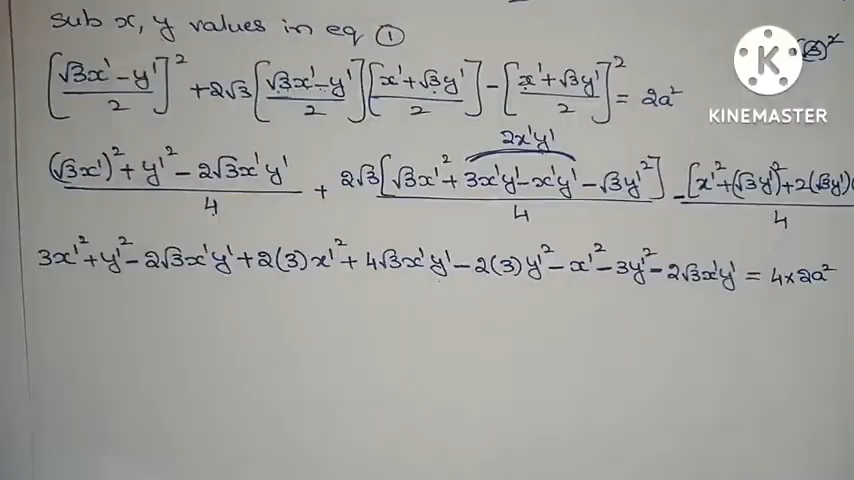 sub x, y values in eq ①
[(√3x' - y')/2]² + 2√3 [(√3x' - y')/2] [(x' + √3y')/2] - [(x' + √3y')/2]² = 2a²
K
KINEMASTER
2x'y'
((√3x')² + y'² - 2√3x'y')/4 + 2√3[√3x'² + 3x'y' - x'y' - √3y'²]/4 - [x'² + (√3y')² + 2(√3y')(/4
3x'² + y'² - 2√3x'y' + 2(3)x'² + 4√3x'y' - 2(3)y'² - x'² - 3y'² - 2√3x'y' = 4×2a²